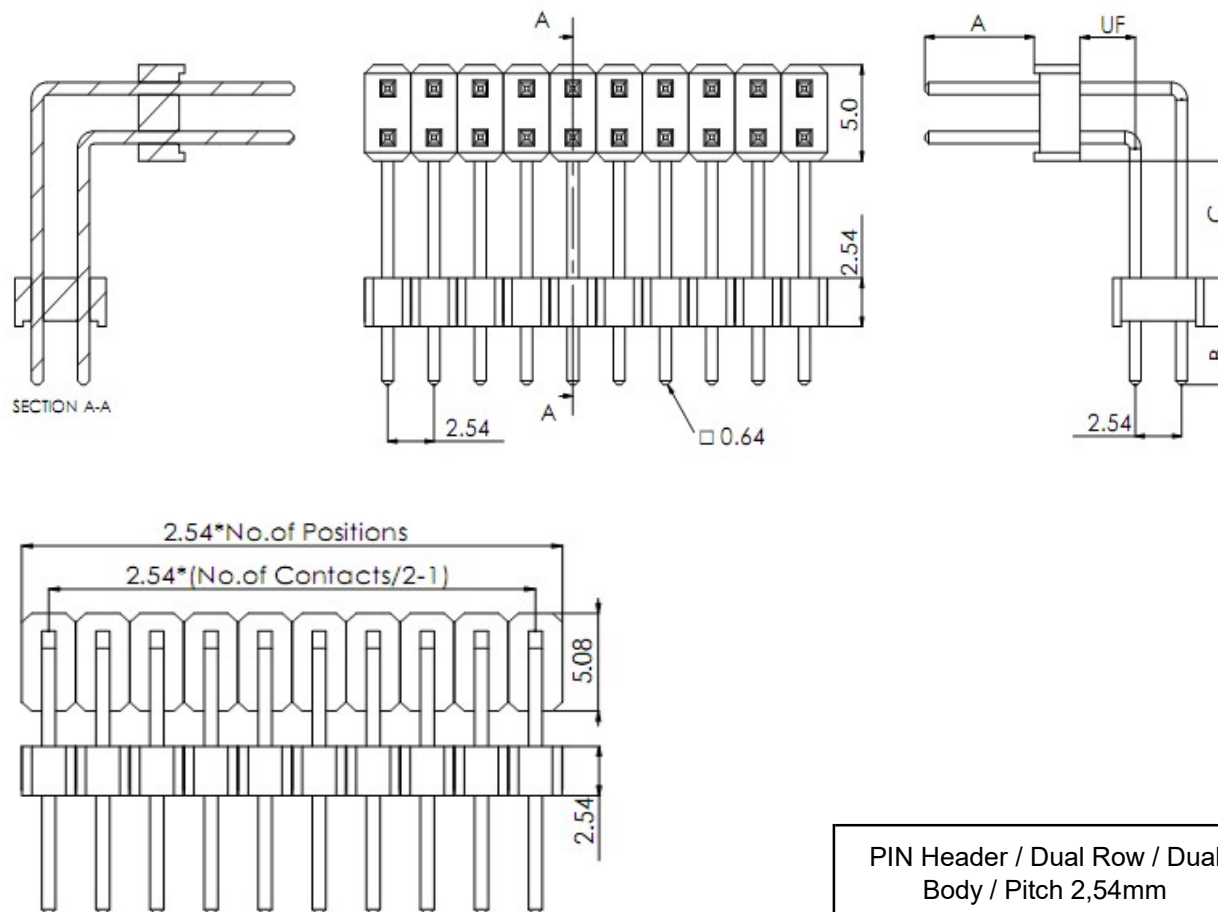 A
A UF
5.0
C
2.54
B
SECTION A-A
A
2.54
□ 0.64
2.54
2.54*No.of Positions
2.54*(No.of Contacts/2-1)
5.08
2.54
PIN Header / Dual Row / Dual
Body / Pitch 2,54mm